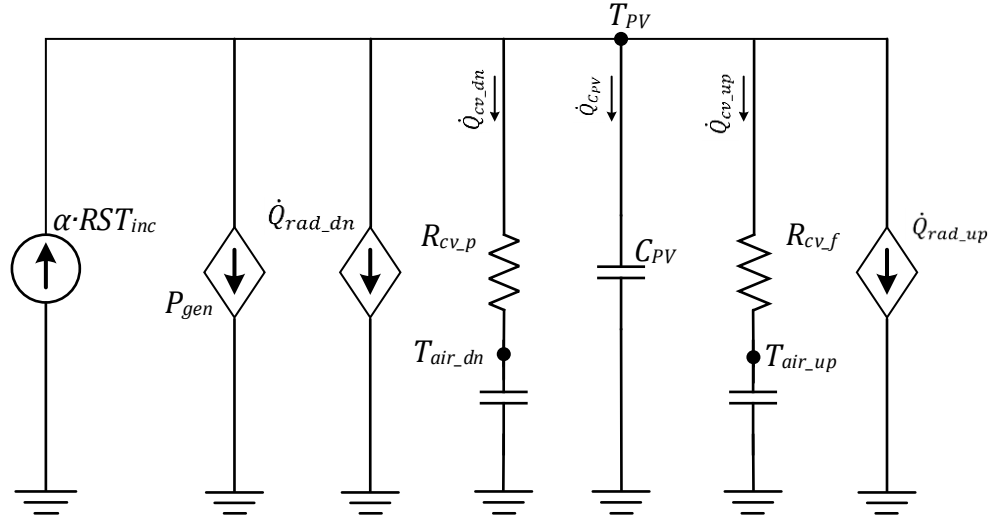 T_PV
Q̇_cv_dn
Q̇_C_PV
Q̇_cv_up
α·RST_inc
Q̇_rad_dn
R_cv_p
C_PV
R_cv_f
Q̇_rad_up
P_gen
T_air_dn
T_air_up